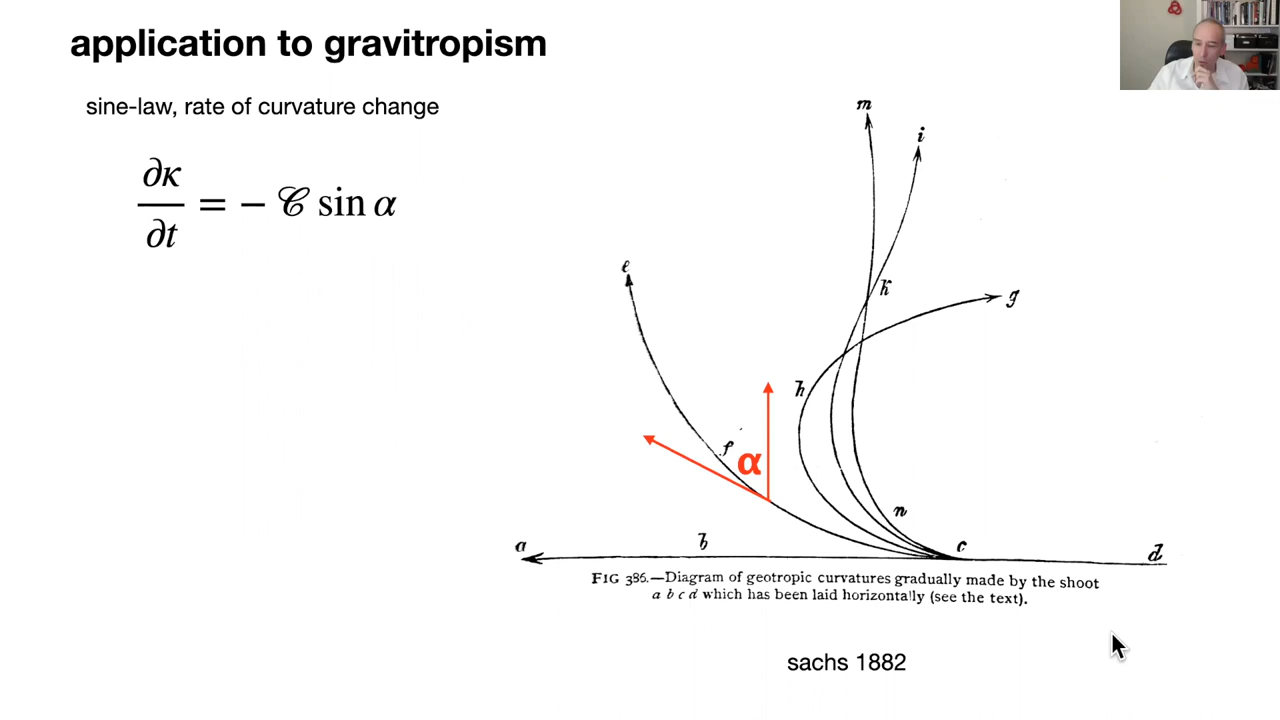 application to gravitropism
sine-law, rate of curvature change
∂κ/∂t = − 𝒞 sin α
m
i
e
k
g
h
f
α
n
a
b
c
d
FIG 386.—Diagram of geotropic curvatures gradually made by the shoot
a b c d which has been laid horizontally (see the text).
sachs 1882